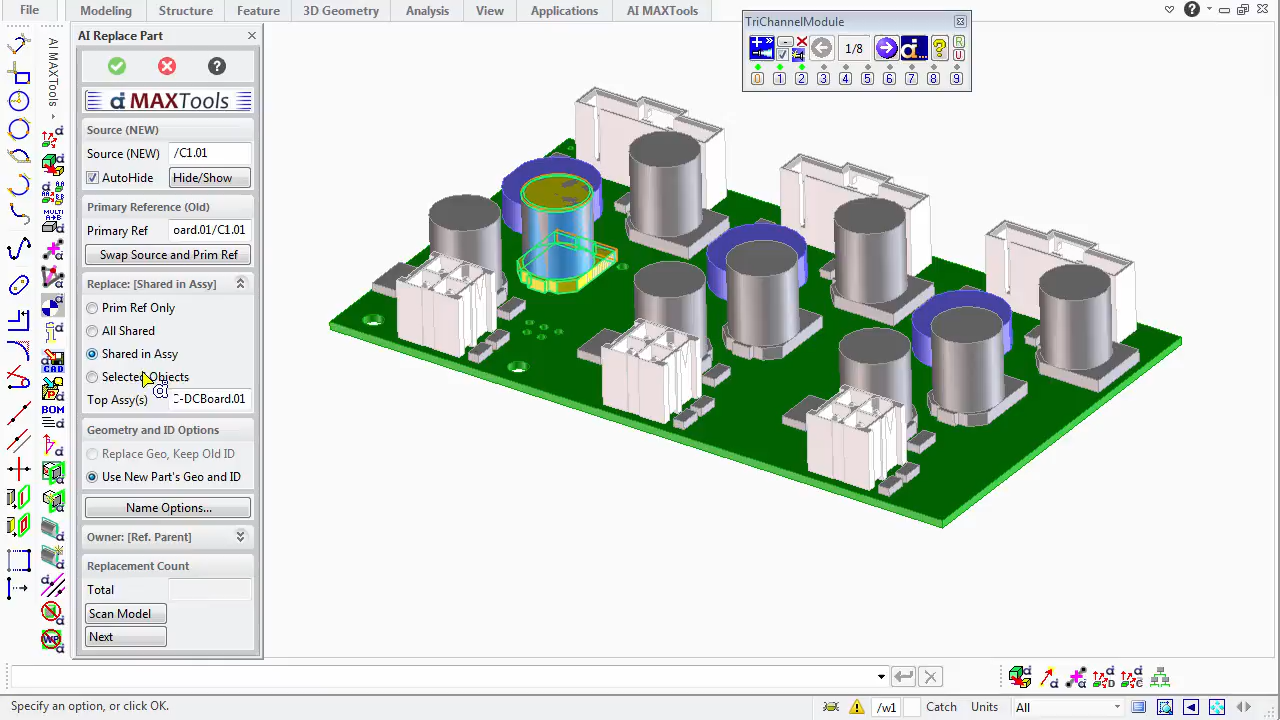 File
Modeling
Structure
Feature
3D Geometry
Analysis
View
Applications
AI MAXTools
AI MAXTools
AI Replace Part
ai MAXTools
Source (NEW)
Source (NEW) /C1.01
AutoHide
Hide/Show
Primary Reference (Old)
Primary Ref oard.01/C1.01
Swap Source and Prim Ref
Replace: [Shared in Assy]
Prim Ref Only
All Shared
Shared in Assy
Selected Objects
Top Assy(s) C-DCBoard.01
Geometry and ID Options
Replace Geo, Keep Old ID
Use New Part's Geo and ID
Name Options...
Owner: [Ref. Parent]
Replacement Count
Total
Scan Model
Next
TriChannelModule
1/8
R
U
0 1 2 3 4 5 6 7 8 9
MULTI
A→B
CAD
BOM
WP
Specify an option, or click OK.
/w1
Catch
Units
All